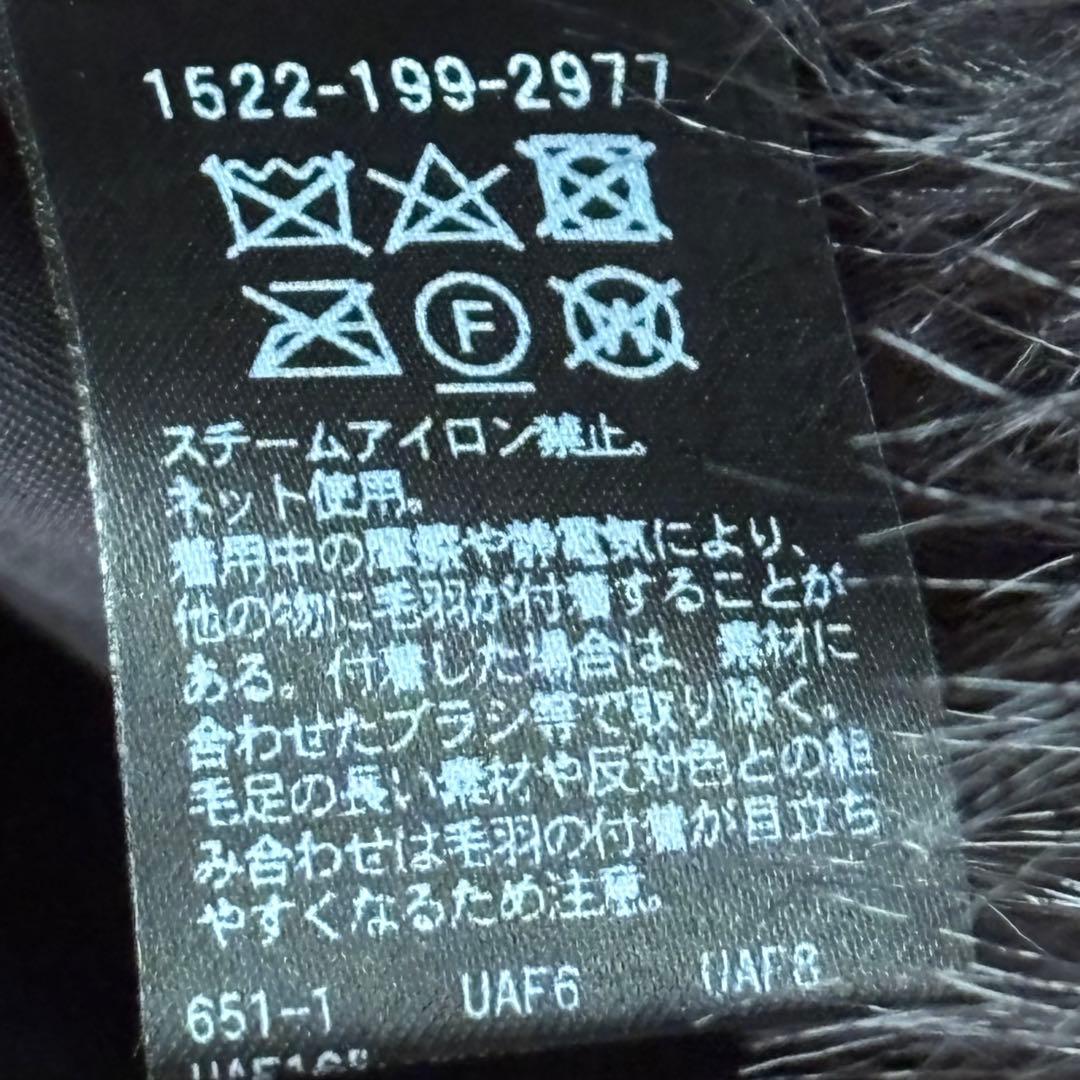 1522-199-2977
F
W
スチームアイロン禁止。
ネット使用。
着用中の摩擦や静電気により、
他の物に毛羽が付着することが
ある。付着した場合は、素材に
合わせたブラシ等で取り除く。
毛足の長い素材や反対色との組
み合わせは毛羽の付着が目立ち
やすくなるため注意。
651-1 UAF6 UAF8